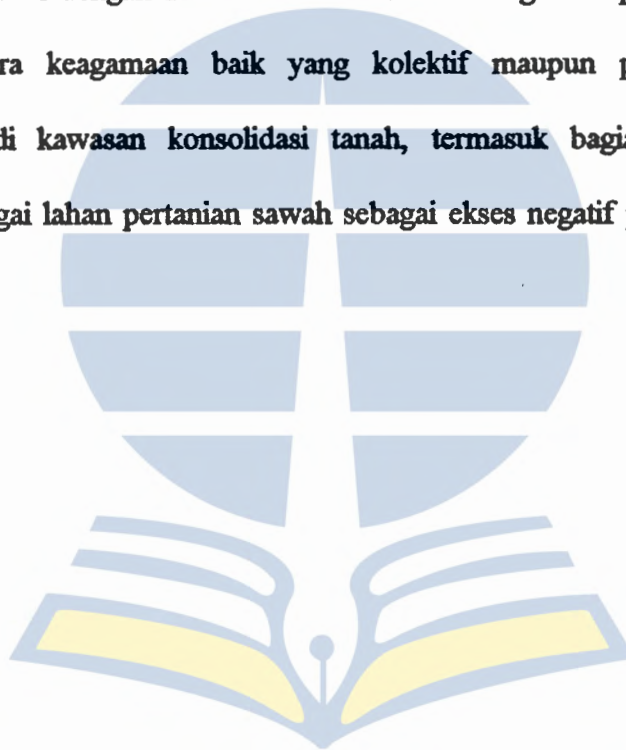 ra keagamaan baik yang kolektif maupun p
di kawasan konsolidasi tanah, termasuk bagia
gai lahan pertanian sawah sebagai ekses negatif